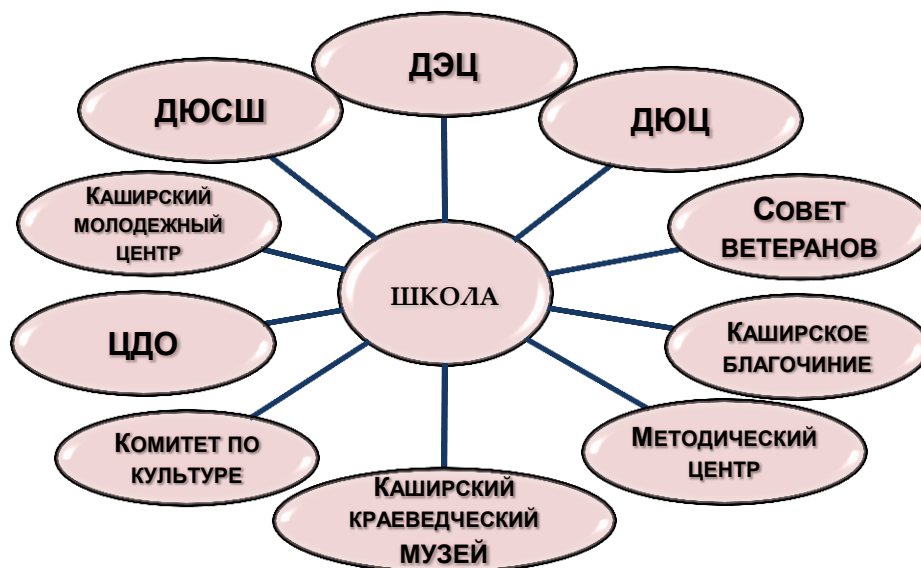 ДЭЦ
ДЮСШ
ДЮЦ
Каширский
молодежный
центр
Совет
ветеранов
школа
ЦДО
Каширское
благочиние
Комитет по
культуре
Методический
центр
Каширский
краеведческий
музей